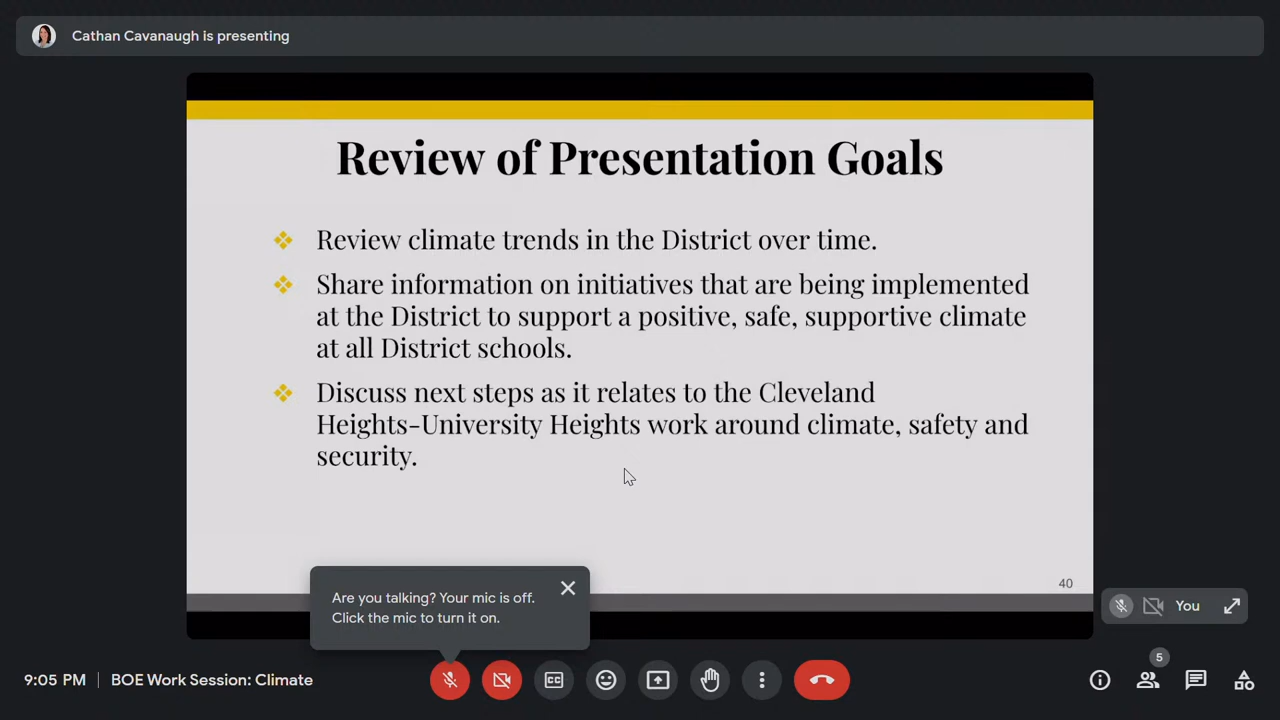 Cathan Cavanaugh is presenting
Review of Presentation Goals
Review climate trends in the District over time.
Share information on initiatives that are being implemented
at the District to support a positive, safe, supportive climate
at all District schools.
Discuss next steps as it relates to the Cleveland
Heights-University Heights work around climate, safety and
security.
40
Are you talking? Your mic is off.
Click the mic to turn it on.
You
9:05 PM | BOE Work Session: Climate
CC
5